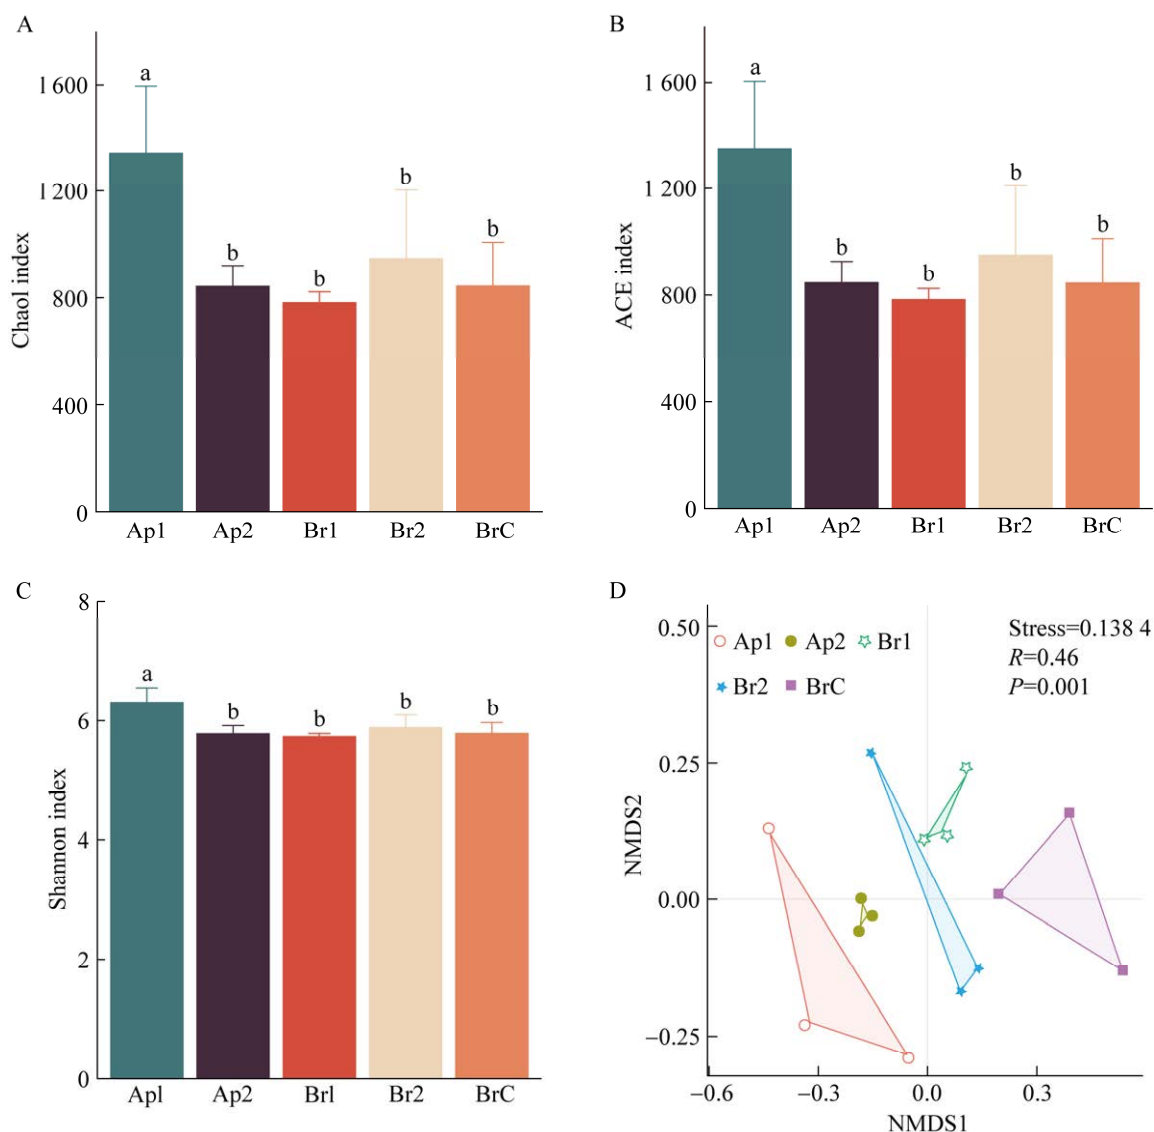 A
Chaol index
1 600
1 200
800
400
0
a
b
b
b
b
Ap1
Ap2
Br1
Br2
BrC
B
ACE index
1 600
1 200
800
400
0
a
b
b
b
b
Ap1
Ap2
Br1
Br2
BrC
C
Shannon index
8
6
4
2
0
a
b
b
b
b
Apl
Ap2
Brl
Br2
BrC
D
NMDS2
0.50
0.25
0.00
−0.25
Ap1 Ap2 Br1
Br2 BrC
Stress=0.138 4
R=0.46
P=0.001
−0.6
−0.3
0.0
0.3
NMDS1